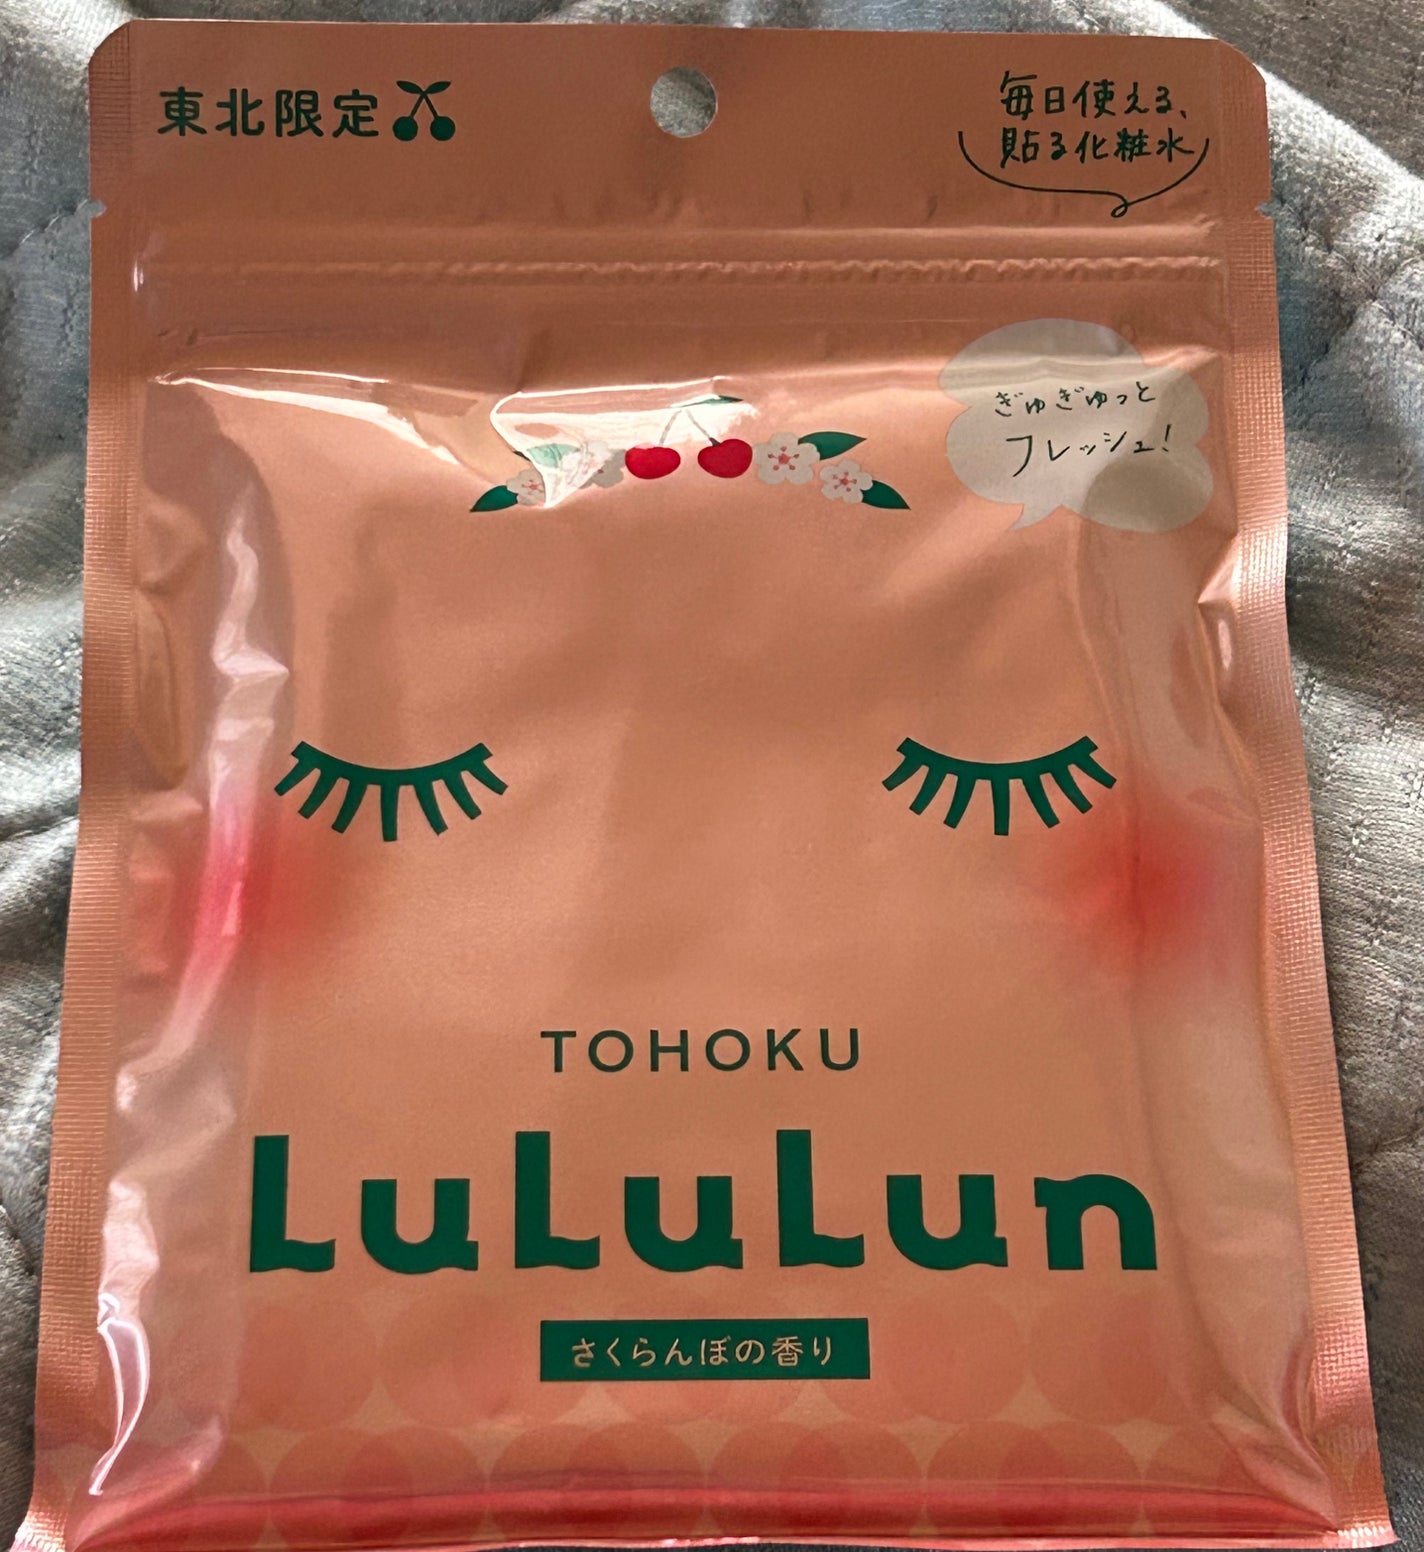 東北限定
毎日使える、
貼る化粧水
ぎゅぎゅっと
フレッシュ!
TOHOKU
LuLuLun
さくらんぼの香り